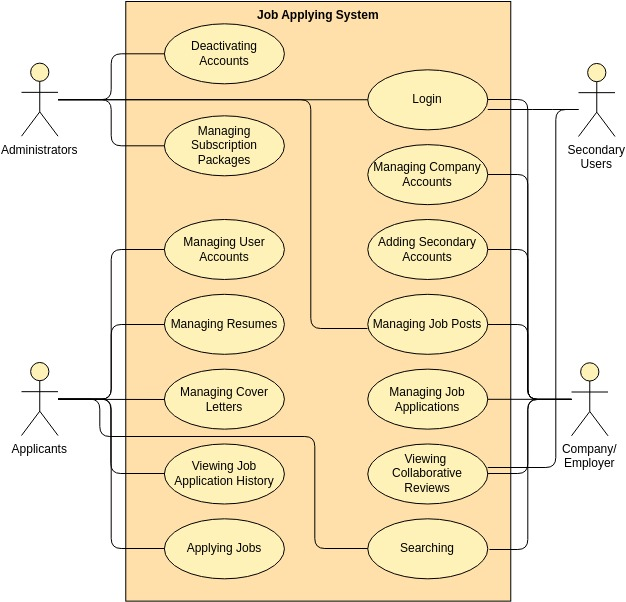 Job Applying System
Deactivating
Accounts
Administrators
Login
Secondary
Users
Managing
Subscription
Packages
Managing Company
Accounts
Managing User
Accounts
Adding Secondary
Accounts
Managing Resumes
Managing Job Posts
Managing Cover
Letters
Managing Job
Applications
Applicants
Company/
Employer
Viewing Job
Application History
Viewing
Collaborative
Reviews
Applying Jobs
Searching